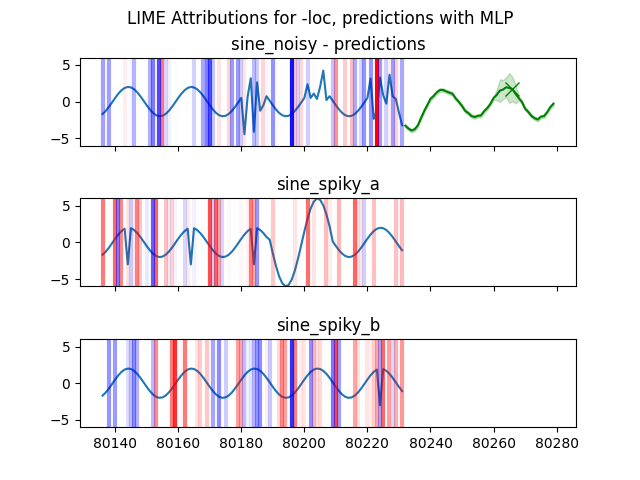 LIME Attributions for -loc, predictions with MLP
sine_noisy - predictions
5
0
−5
sine_spiky_a
5
0
−5
sine_spiky_b
5
0
−5
80140 80160 80180 80200 80220 80240 80260 80280